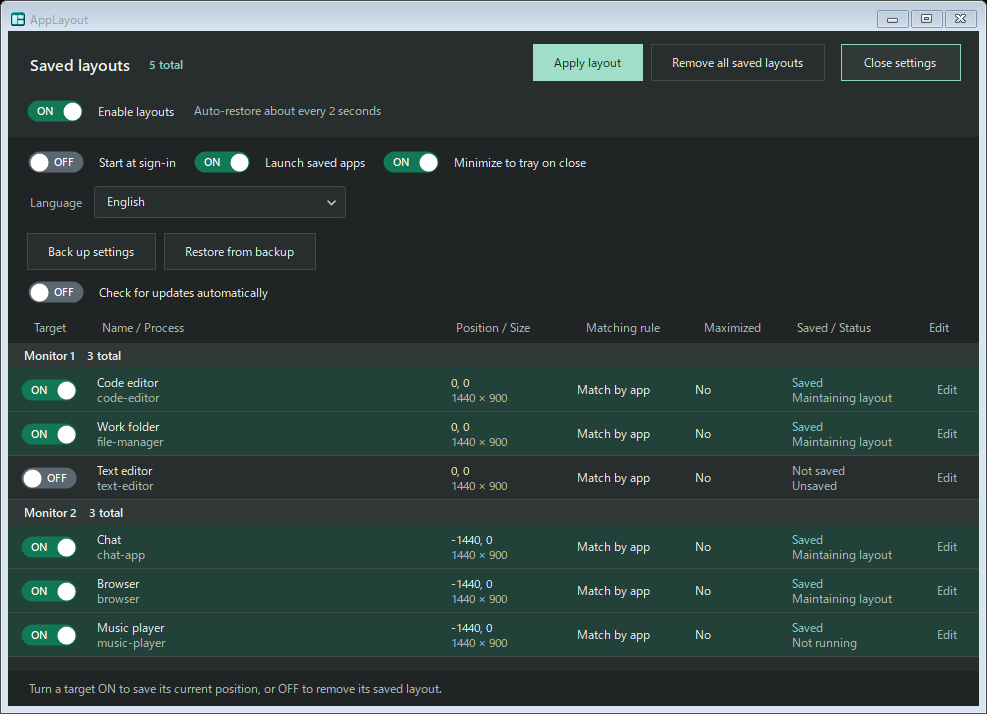 AppLayout
Saved layouts 5 total Apply layout Remove all saved layouts Close settings
ON Enable layouts Auto-restore about every 2 seconds
OFF Start at sign-in ON Launch saved apps ON Minimize to tray on close
Language English
Back up settings Restore from backup
OFF Check for updates automatically
Target Name / Process Position / Size Matching rule Maximized Saved / Status Edit
Monitor 1 3 total
ON Code editor 0, 0 Match by app No Saved Edit
code-editor 1440 × 900 Maintaining layout
ON Work folder 0, 0 Match by app No Saved Edit
file-manager 1440 × 900 Maintaining layout
OFF Text editor 0, 0 Match by app No Not saved Edit
text-editor 1440 × 900 Unsaved
Monitor 2 3 total
ON Chat -1440, 0 Match by app No Saved Edit
chat-app 1440 × 900 Maintaining layout
ON Browser -1440, 0 Match by app No Saved Edit
browser 1440 × 900 Maintaining layout
ON Music player -1440, 0 Match by app No Saved Edit
music-player 1440 × 900 Not running
Turn a target ON to save its current position, or OFF to remove its saved layout.